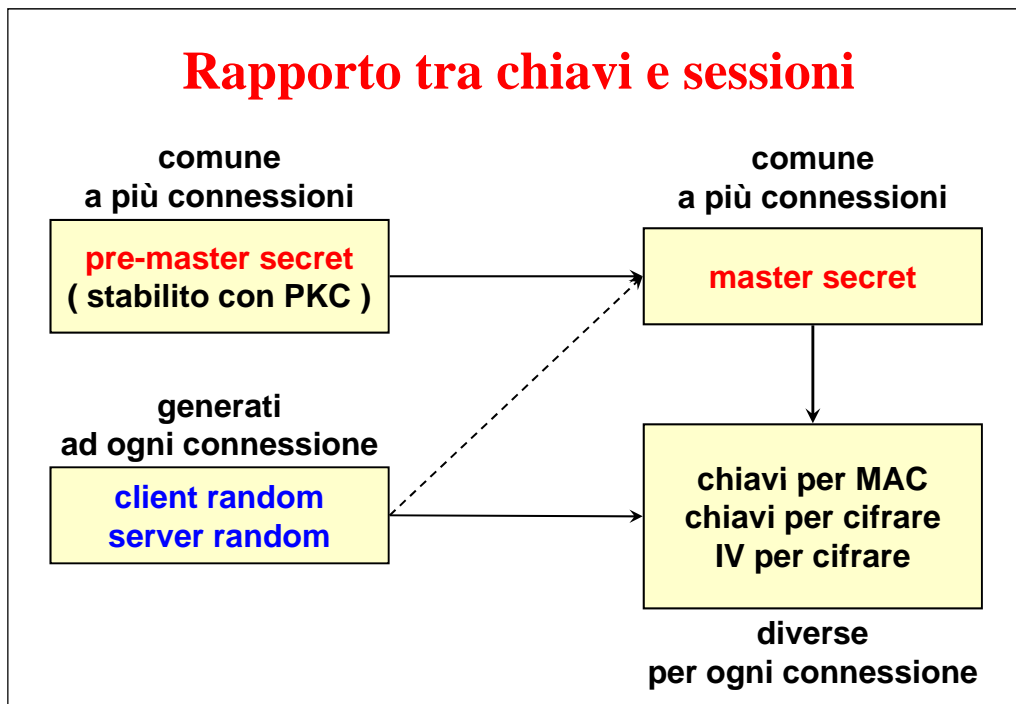 Rapporto tra chiavi e sessioni
comune
a più connessioni
pre-master secret
( stabilito con PKC )
comune
a più connessioni
master secret
generati
ad ogni connessione
client random
server random
chiavi per MAC
chiavi per cifrare
IV per cifrare
diverse
per ogni connessione